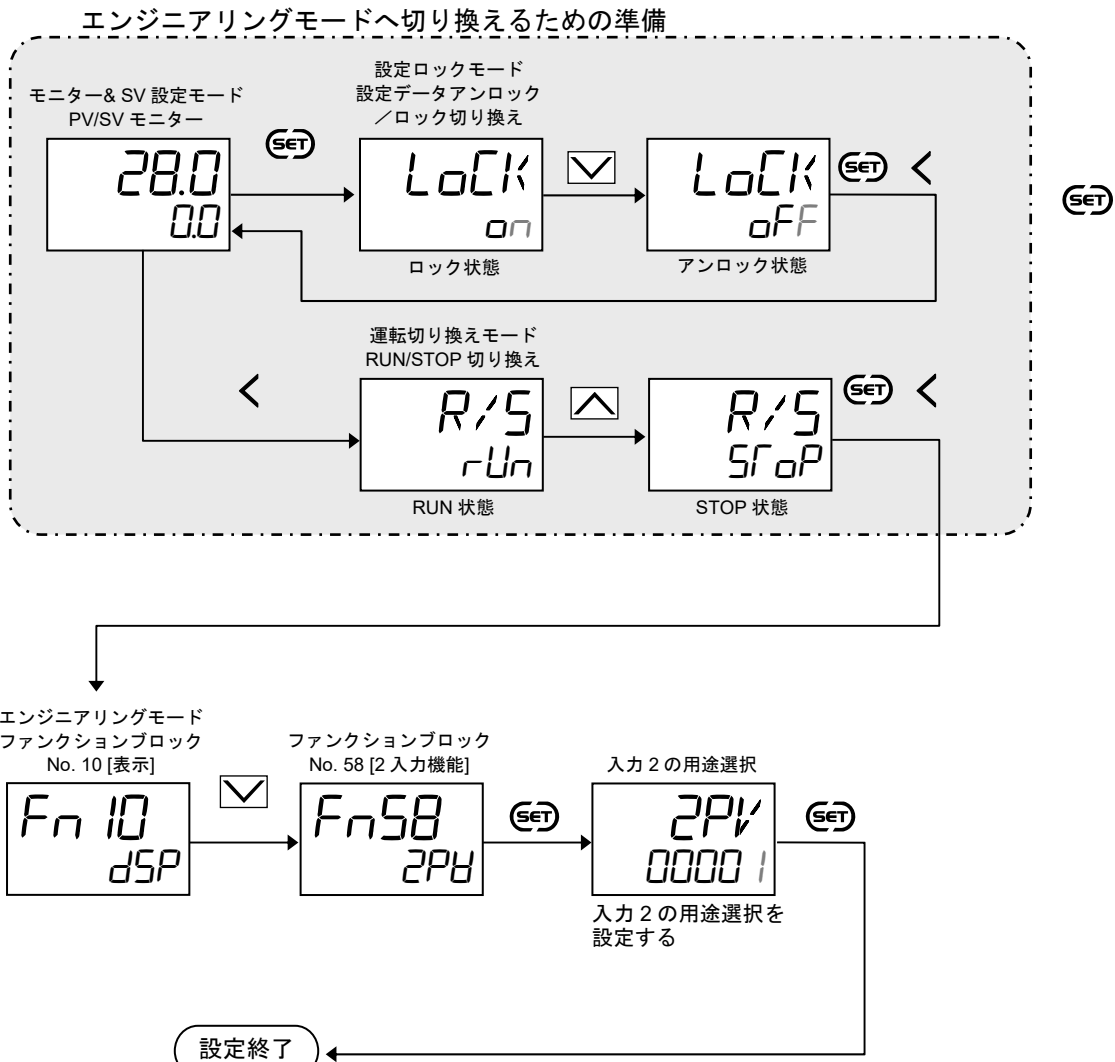 エンジニアリングモードへ切り換えるための準備
モニター& SV 設定モード
PV/SV モニター
28.0
0.0
SET
設定ロックモード
設定データアンロック
／ロック切り換え
LoCK
on
ロック状態
LoCK
oFF
アンロック状態
SET
SET
運転切り換えモード
RUN/STOP 切り換え
R/S
rUn
RUN 状態
R/S
SToP
STOP 状態
SET
エンジニアリングモード
ファンクションブロック
No. 10 [表示]
Fn 10
dSP
ファンクションブロック
No. 58 [2 入力機能]
Fn58
2PV
SET
入力 2 の用途選択
2PV
00001
入力 2 の用途選択を
設定する
SET
設定終了